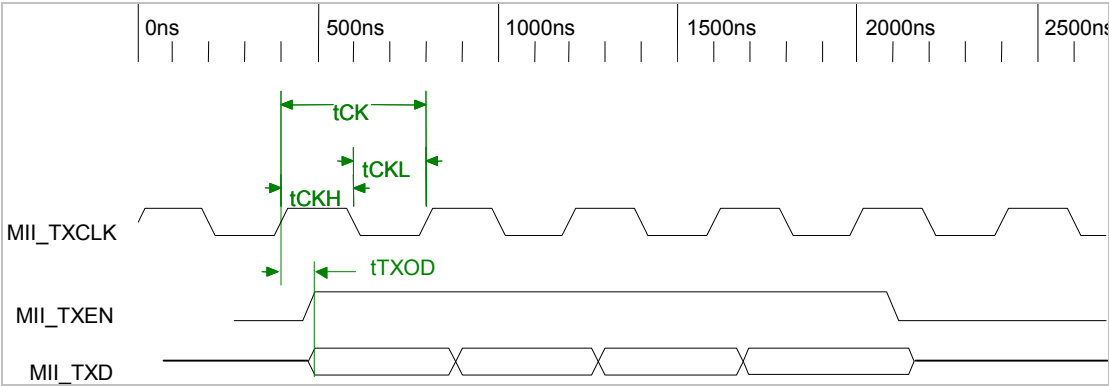 0ns 500ns 1000ns 1500ns 2000ns 2500ns
tCK
tCKL
tCKH
MII_TXCLK
tTXOD
MII_TXEN
MII_TXD